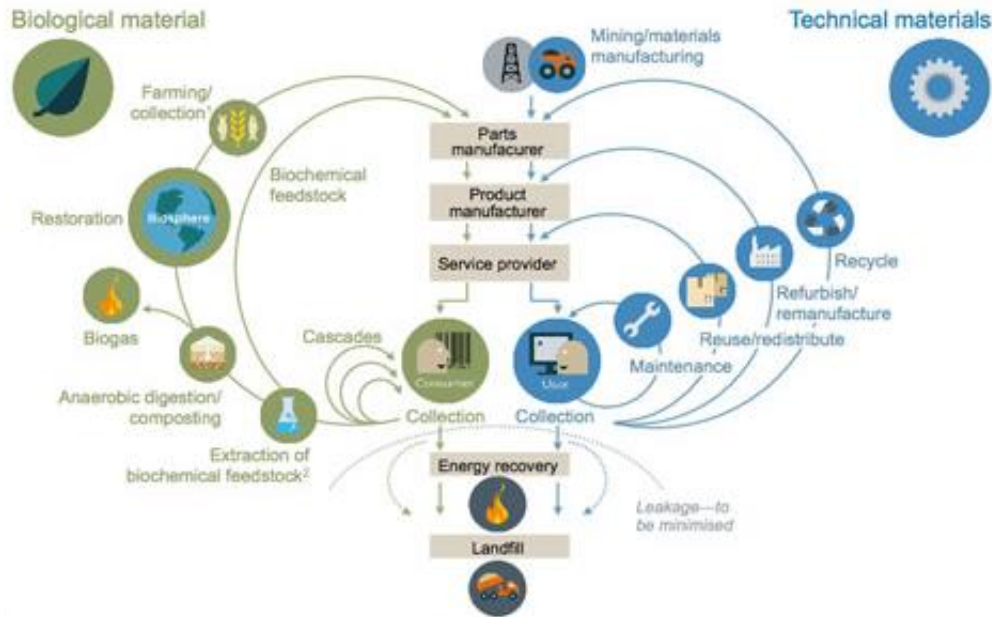 Biological material
Technical materials
Mining/materials
manufacturing
Farming/
collection¹
Parts
manufacurer
Biochemical
feedstock
Product
manufacturer
Restoration
Biosphere
Service provider
Recycle
Refurbish/
remanufacture
Biogas
Cascades
Reuse/redistribute
Maintenance
Consumer
User
Anaerobic digestion/
composting
Collection
Collection
Extraction of
biochemical feedstock²
Energy recovery
Leakage—to
be minimised
Landfill